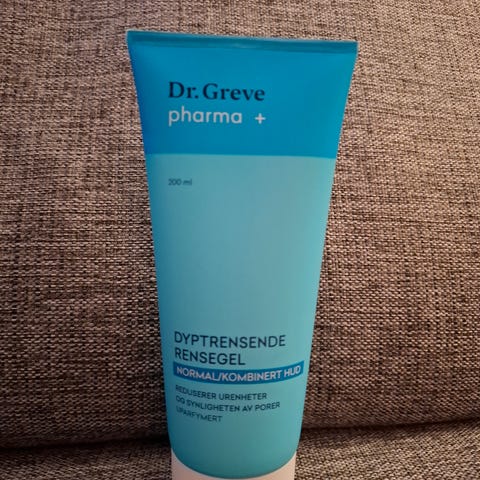 Dr. Greve
pharma +
200 ml
DYPTRENSENDE
RENSEGEL
NORMAL/KOMBINERT HUD
REDUSERER URENHETER
OG SYNLIGHETEN AV PORER
UPARFYMERT